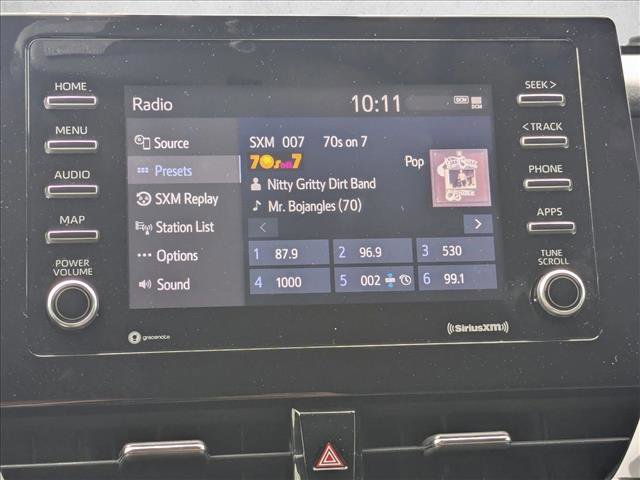 HOME
MENU
AUDIO
MAP
POWER
VOLUME
Radio
10:11
DCM
DCM
Source
Presets
SXM Replay
Station List
Options
Sound
SXM 007 70s on 7
70s on 7
Pop
Nitty Gritty Dirt Band
Mr. Bojangles (70)
< >
1 87.9
2 96.9
3 530
4 1000
5 002
6 99.1
SEEK >
< TRACK
PHONE
APPS
TUNE
SCROLL
gracenote
((SiriusXM))